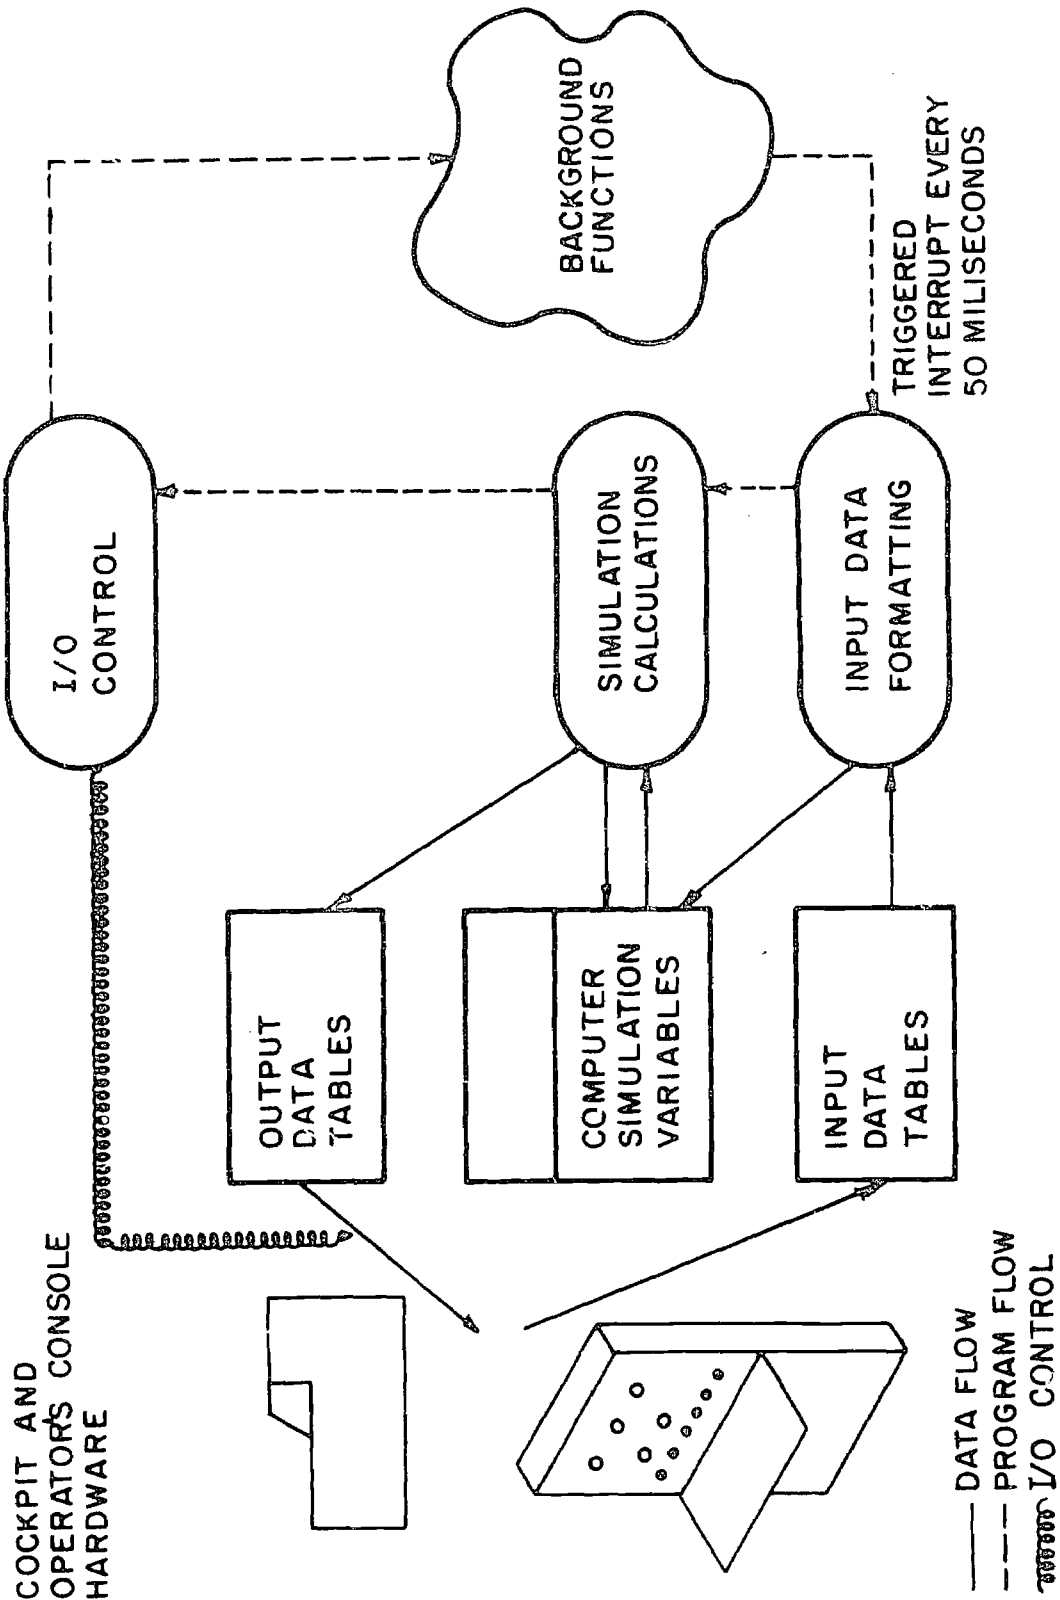 COCKPIT AND
OPERATOR'S CONSOLE
HARDWARE
I/O
CONTROL
OUTPUT
DATA
TABLES
COMPUTER
SIMULATION
VARIABLES
SIMULATION
CALCULATIONS
BACKGROUND
FUNCTIONS
INPUT
DATA
TABLES
INPUT DATA
FORMATTING
TRIGGERED
INTERRUPT EVERY
50 MILISECONDS
DATA FLOW
PROGRAM FLOW
I/O CONTROL